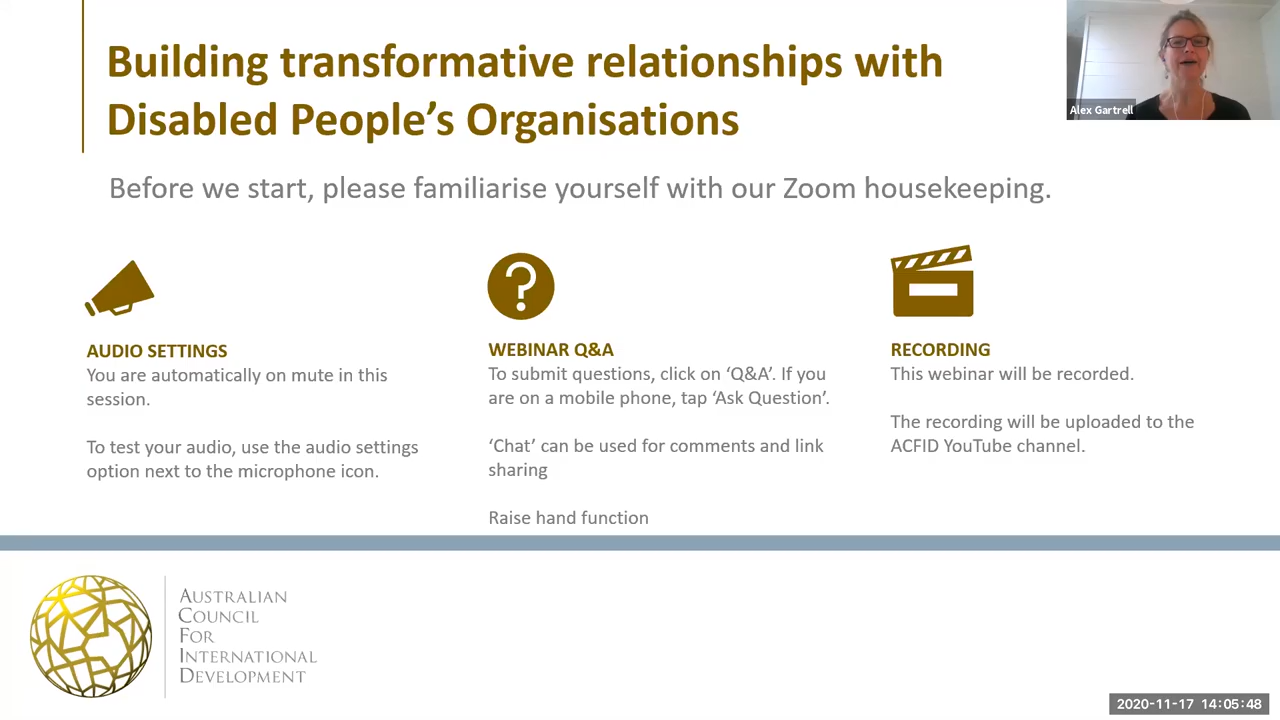 Building transformative relationships with
Disabled People's Organisations
Alex Gartrell
Before we start, please familiarise yourself with our Zoom housekeeping.
AUDIO SETTINGS
You are automatically on mute in this
session.
To test your audio, use the audio settings
option next to the microphone icon.
WEBINAR Q&A
To submit questions, click on ‘Q&A’. If you
are on a mobile phone, tap ‘Ask Question’.
‘Chat’ can be used for comments and link
sharing
Raise hand function
RECORDING
This webinar will be recorded.
The recording will be uploaded to the
ACFID YouTube channel.
AUSTRALIAN
COUNCIL
FOR
INTERNATIONAL
DEVELOPMENT
2020-11-17 14:05:48